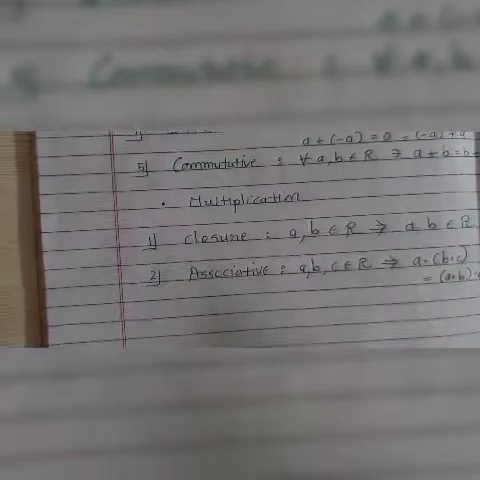 a + (-a) = 0 = (-a) + a
5) Commutative : ∀ a, b ∈ R ⇒ a + b = b
• Multiplication
1) closure : a, b ∈ R → a b ∈ R
2) Associative : a, b, c ∈ R → a·(b·c)
= (a·b)·